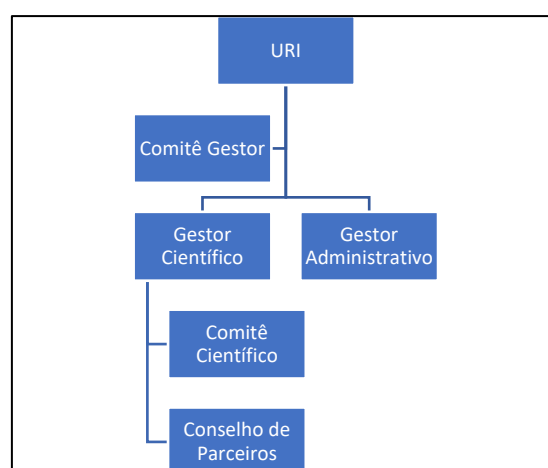 URI
Comitê Gestor
Gestor
Científico
Gestor
Administrativo
Comitê
Científico
Conselho de
Parceiros